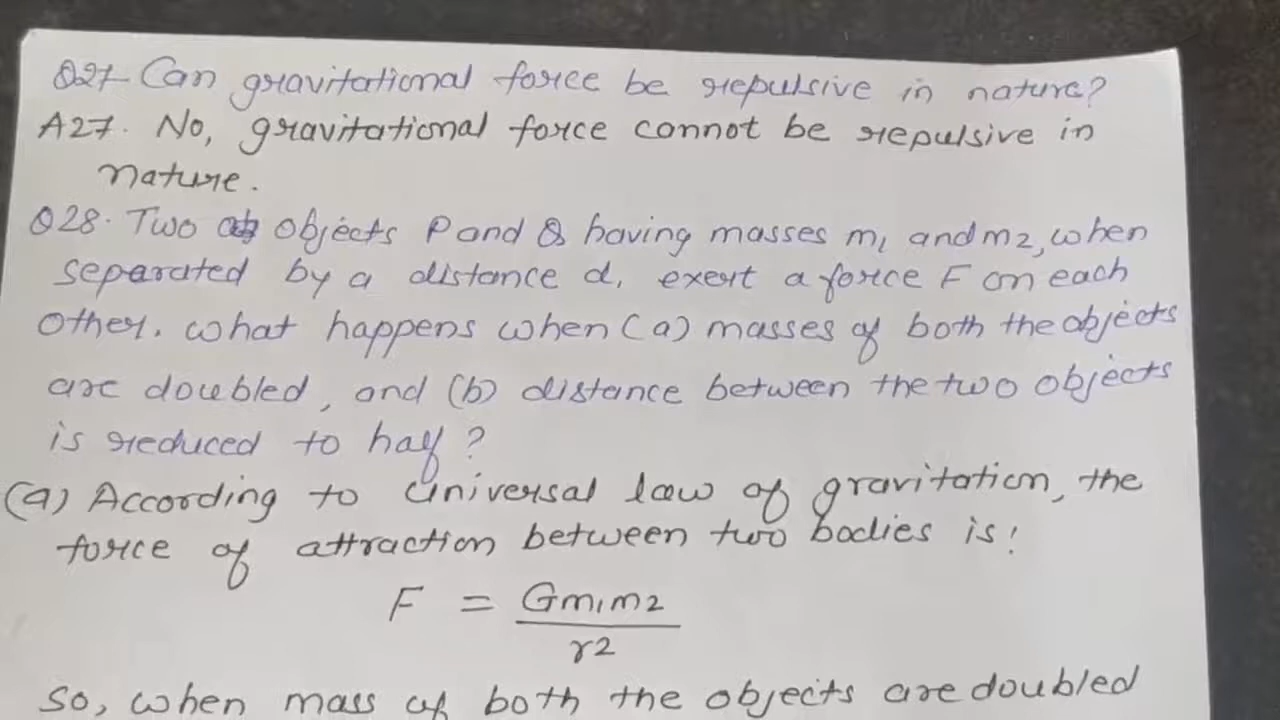 Q27 Can gravitational force be repulsive in nature?
A27. No, gravitational force connot be repulsive in
nature.
Q28. Two objects P and Q having masses m1 and m2, when
separated by a distance d, exert a force F on each
other. what happens when (a) masses of both the objects
are doubled, and (b) distance between the two objects
is reduced to half?
(a) According to Universal law of gravitation, the
force of attraction between two bodies is:
F = Gm1m2
r2
So, when mass of both the objects are doubled